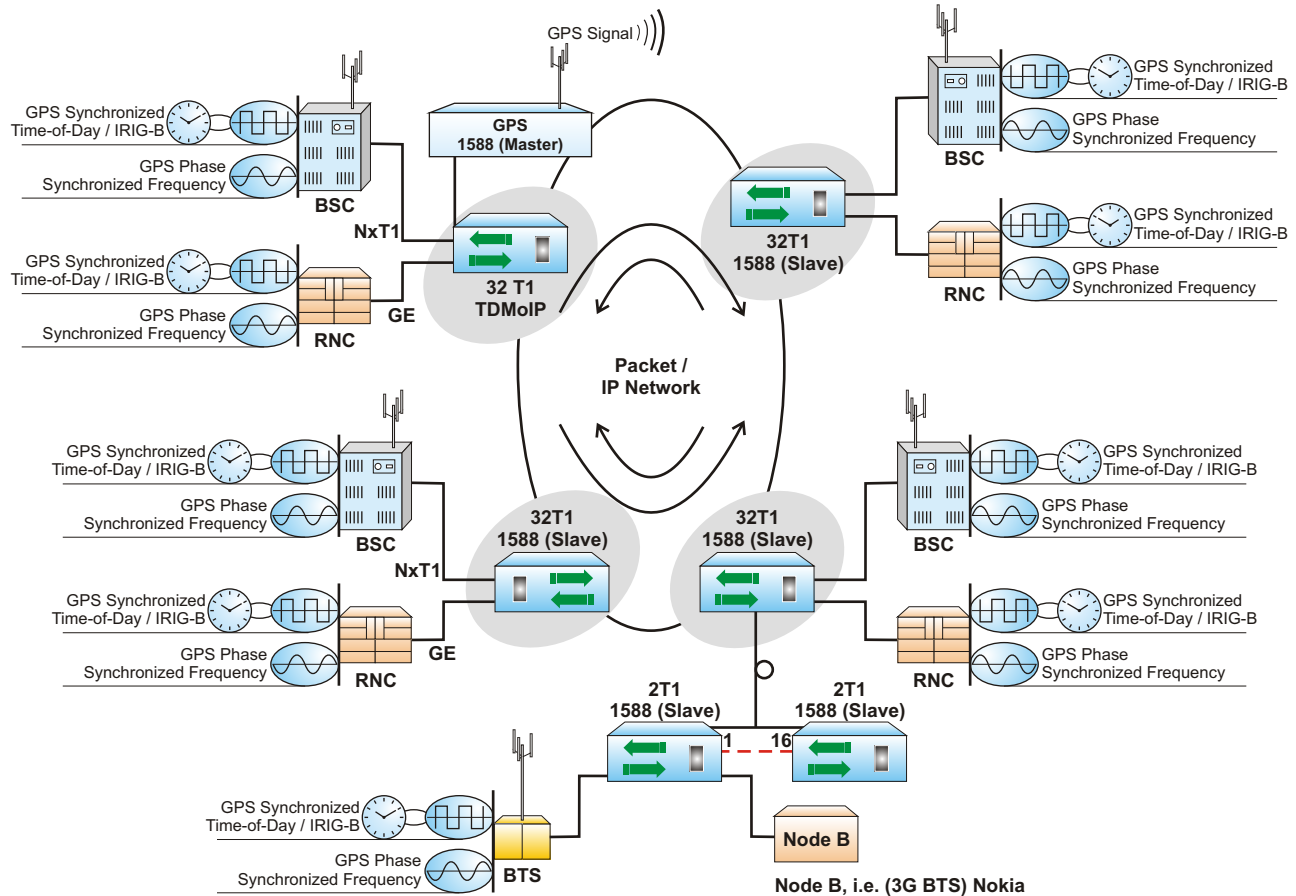 GPS Signal
GPS Synchronized
Time-of-Day / IRIG-B
GPS Phase
Synchronized Frequency
BSC
GPS
1588 (Master)
NxT1
GPS Synchronized
Time-of-Day / IRIG-B
GPS Phase
Synchronized Frequency
RNC
GE
32 T1
TDMoIP
32T1
1588 (Slave)
GPS Synchronized
Time-of-Day / IRIG-B
GPS Phase
Synchronized Frequency
BSC
GPS Synchronized
Time-of-Day / IRIG-B
GPS Phase
Synchronized Frequency
RNC
Packet /
IP Network
GPS Synchronized
Time-of-Day / IRIG-B
GPS Phase
Synchronized Frequency
BSC
NxT1
32T1
1588 (Slave)
GPS Synchronized
Time-of-Day / IRIG-B
GPS Phase
Synchronized Frequency
RNC
GE
32T1
1588 (Slave)
GPS Synchronized
Time-of-Day / IRIG-B
GPS Phase
Synchronized Frequency
BSC
GPS Synchronized
Time-of-Day / IRIG-B
GPS Phase
Synchronized Frequency
RNC
2T1
1588 (Slave)
1
16
2T1
1588 (Slave)
GPS Synchronized
Time-of-Day / IRIG-B
GPS Phase
Synchronized Frequency
BTS
Node B
Node B, i.e. (3G BTS) Nokia